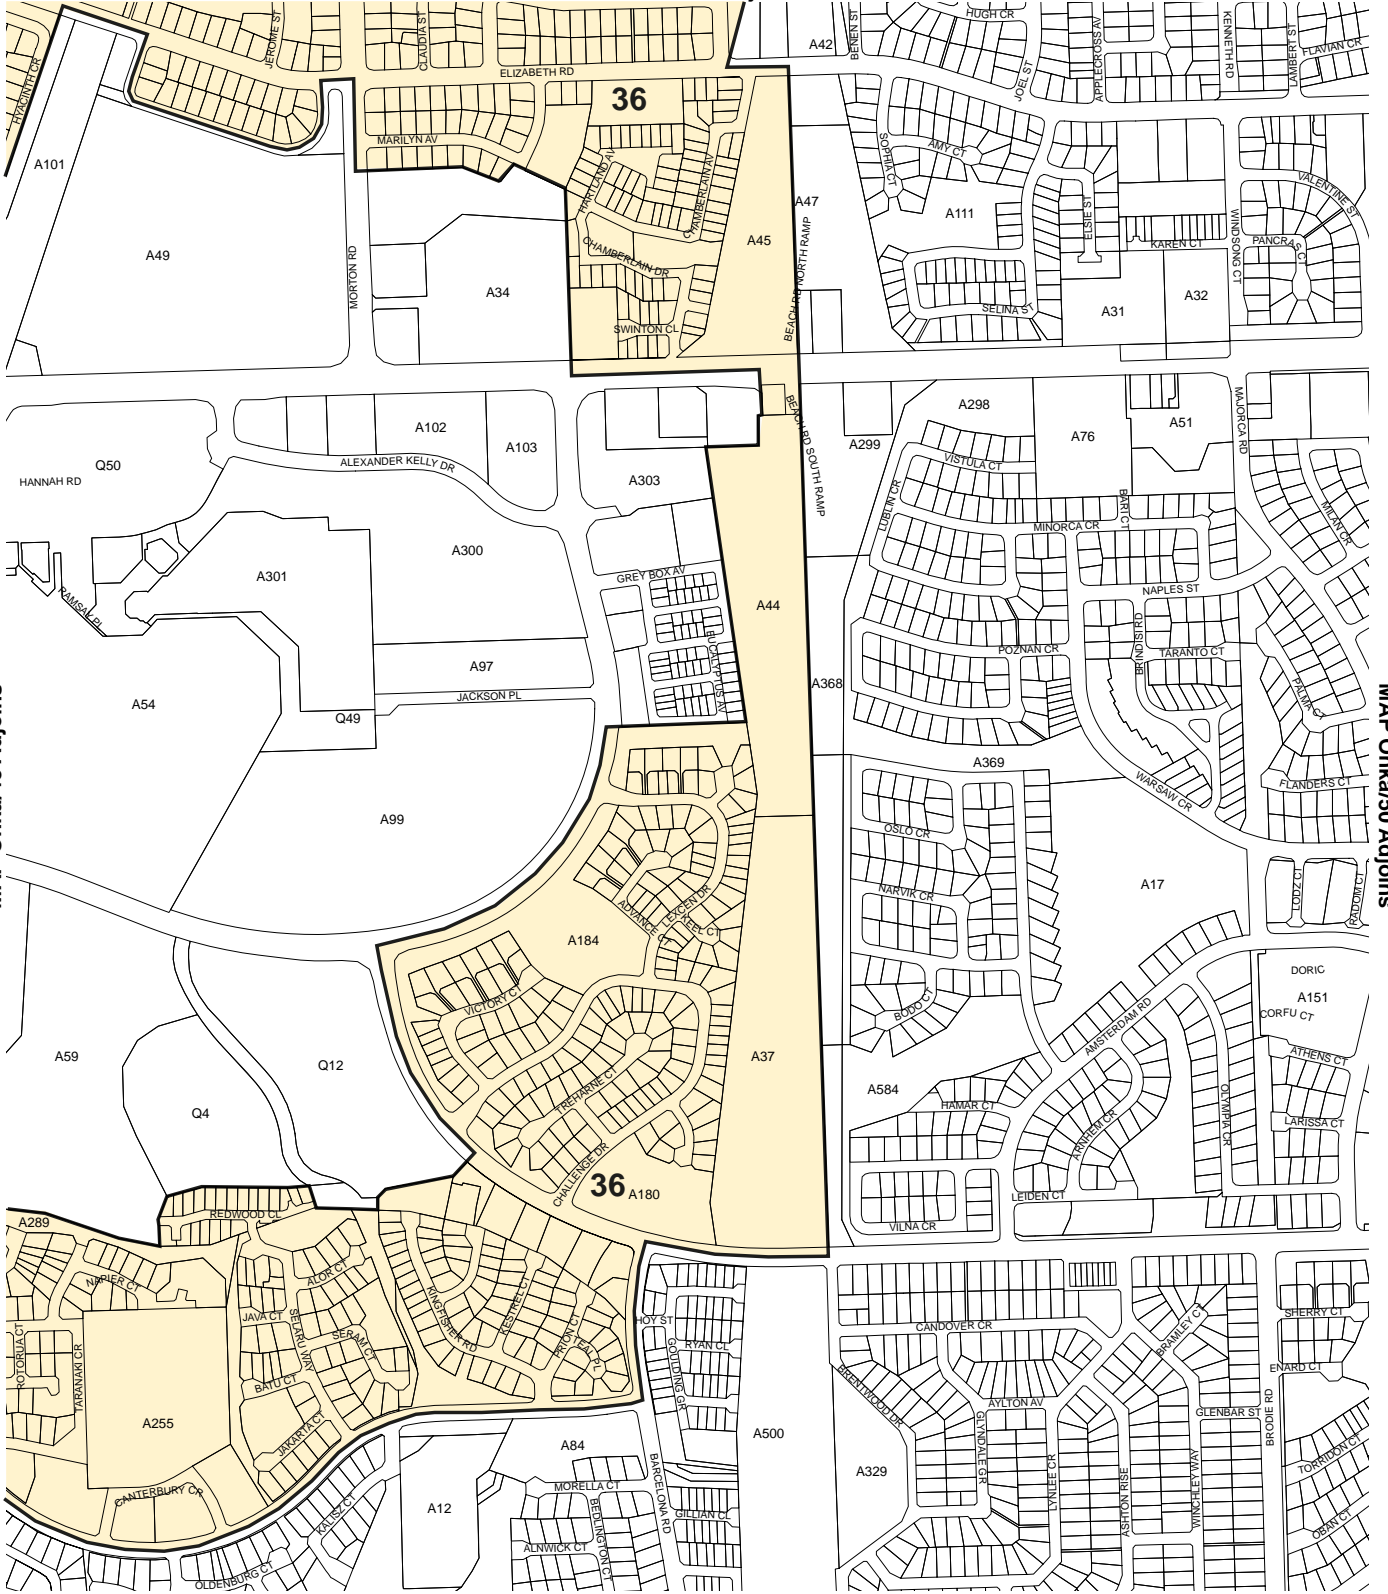 HYACINTH CR
JEROME ST
CLAUDIA ST
ELIZABETH RD
36
MARILYN AV
A101
A49
MORTON RD
A34
HARTLAND AV
CHAMBERLAIN AV
CHAMBERLAIN DR
SWINTON CL
A45
A42
BENEN ST
HUGH CR
JOEL ST
APPLECROSS AV
KENNETH RD
LAMBERT ST
FLAVIAN CR
SOPHIA CT
AMY CT
A47
A111
BEACH RD NORTH RAMP
ELSIE ST
KAREN CT
WINDSONG CT
PANCRAS CT
VALENTINE ST
SELINA ST
A31
A32
Q50
HANNAH RD
A102
A103
ALEXANDER KELLY DR
A303
BEACH RD SOUTH RAMP
A299
A298
A76
A51
MAJORCA RD
VISTULA CT
LUBLIN CR
BARI CT
MINORCA CR
MILAN CR
A300
A301
RAMSAK PL
GREY BOX AV
EUCALYPTUS AV
A44
NAPLES ST
BRINDISI RD
TARANTO CT
POZNAN CR
PALMA CT
A97
JACKSON PL
Q49
A54
A368
A369
WARSAW CR
FLANDERS CT
MAP Onka/50 Adjoins
A99
OSLO CR
NARVIK CR
A17
LODZ CT
RADOM CT
ADVANCE CT
LEXCEN DR
KEEL CT
A184
VICTORY CT
BODO CT
AMSTERDAM RD
DORIC
A151
CORFU CT
ATHENS CT
A59
Q12
Q4
A37
TREHARNE CT
A584
HAMAR CT
ARNHEM CR
OLYMPIA CR
LARISSA CT
CHALLENGE DR
36
A180
LEIDEN CT
VILNA CR
A289
REDWOOD CL
NAPIER CT
ALOR CT
JAVA CT
SELARU WAY
SERAM CT
BATU CT
JAKARTA CT
KINGFISHER RD
KESTREL CT
PRION CT
TEAL PL
HOY ST
RYAN CL
GOULDING GR
CANDOVER CR
BRAMLEY CT
SHERRY CT
ENARD CT
BRENTWOOD DR
AYLTON AV
GLENBAR ST
BRODIE RD
ROTORUA CT
TARANAKI CR
A255
CANTERBURY CR
KALISZ CT
OLDENBURG CT
A12
A84
MORELLA CT
BEDLINGTON CT
ALNWICK CT
BARCELONA RD
GILLIAN CL
A500
A329
GLYNDALE GR
LYNLEE CR
ASHTON RISE
WINCHLEY WAY
TORRIDON CT
OBAN CT